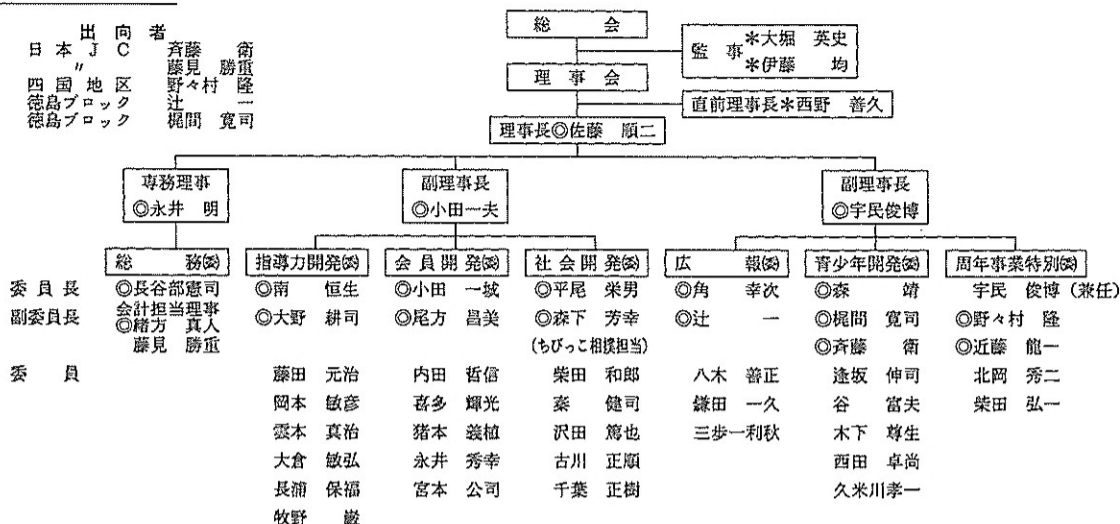 出向者
日本JC 斉藤 衛
〃 藤見 勝重
四国地区 野々村 隆
徳島ブロック 辻 一
徳島ブロック 梶間 寛司
総会
監事 *大堀 英史
*伊藤 均
理事会
直前理事長*西野 善久
理事長◎佐藤 順二
専務理事
◎永井 明
副理事長
◎小田一夫
副理事長
◎宇民俊博
総務(委) 指導力開発(委) 会員開発(委) 社会開発(委) 広報(委) 青少年開発(委) 周年事業特別(委)
委員長 ◎長谷部憲司 ◎南 恒生 ◎小田 一城 ◎平尾 栄男 ◎角 幸次 ◎森 靖 宇民 俊博(兼任)
会計担当理事
副委員長 ◎緒方 真人 ◎大野 耕司 ◎尾方 昌美 ◎森下 芳幸 ◎辻 一 ◎梶間 寛司 ◎野々村 隆
藤見 勝重 (ちびっこ相撲担当) ◎斉藤 衛 ◎近藤 龍一
委員 藤田 元治 内田 哲信 柴田 和郎 八木 善正 逢坂 伸司 北岡 秀二
岡本 敏彦 喜多 輝光 秦 健司 鎌田 一久 谷 富夫 柴田 弘一
雲本 真治 猪本 義植 沢田 篤也 三歩一利秋 木下 尊生
大倉 敏弘 永井 秀幸 古川 正順 西田 卓尚
長浦 保福 宮本 公司 千葉 正樹 久米川孝一
牧野 巌